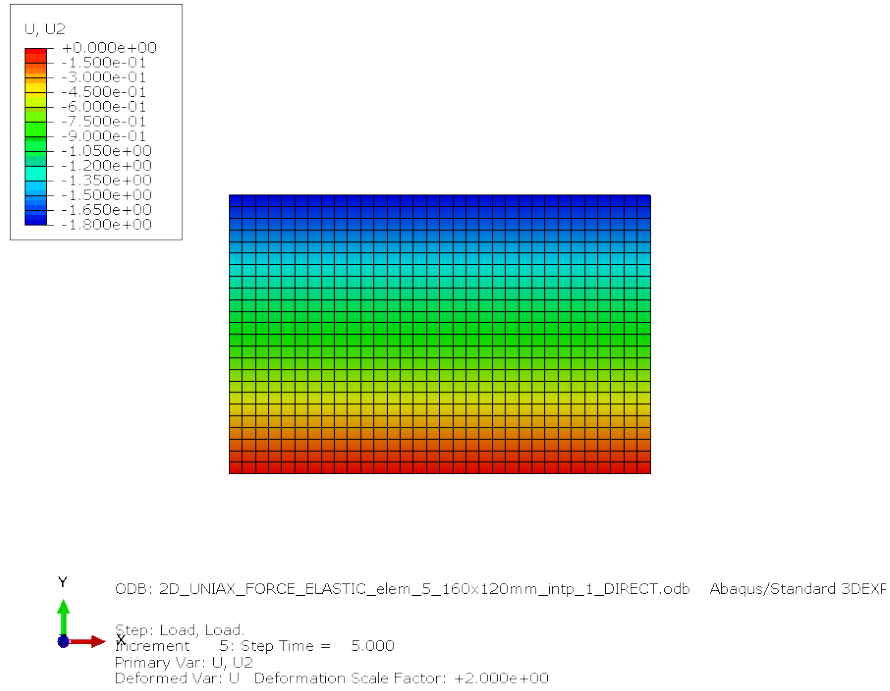 U, U2
+0.000e+00
-1.500e-01
-3.000e-01
-4.500e-01
-6.000e-01
-7.500e-01
-9.000e-01
-1.050e+00
-1.200e+00
-1.350e+00
-1.500e+00
-1.650e+00
-1.800e+00
Y
X
ODB: 2D_UNIAX_FORCE_ELASTIC_elem_5_160x120mm_intp_1_DIRECT.odb Abaqus/Standard 3DEXP
Step: Load, Load.
Increment 5: Step Time = 5.000
Primary Var: U, U2
Deformed Var: U Deformation Scale Factor: +2.000e+00